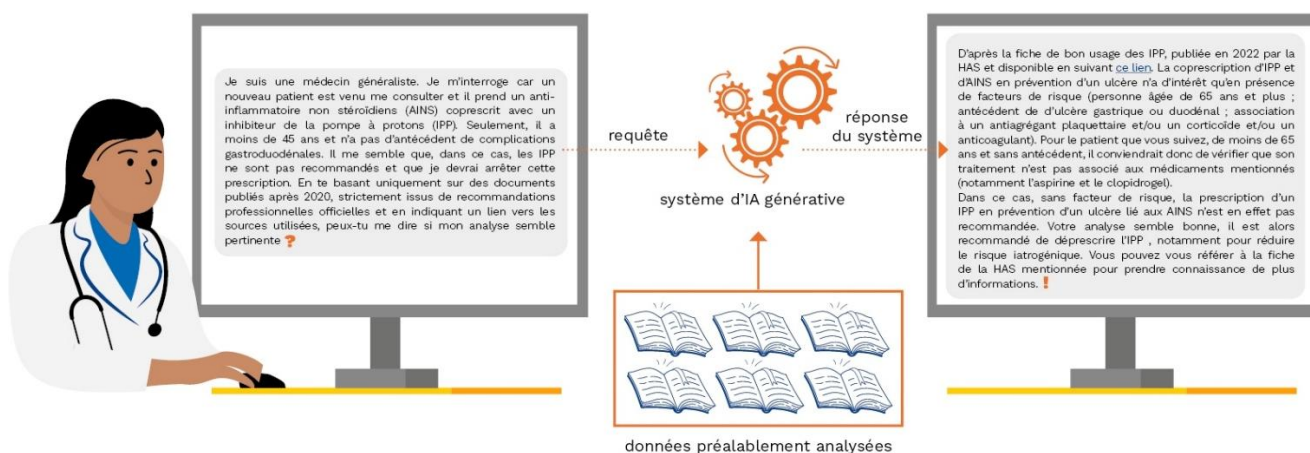 Je suis une médecin généraliste. Je m'interroge car un
nouveau patient est venu me consulter et il prend un anti-
inflammatoire non stéroïdien (AINS) coprescrit avec un
inhibiteur de la pompe à protons (IPP). Seulement, il a
moins de 45 ans et n'a pas d'antécédent de complications
gastroduodénales. Il me semble que, dans ce cas, les IPP
ne sont pas recommandés et que je devrai arrêter cette
prescription. En te basant uniquement sur des documents
publiés après 2020, strictement issus de recommandations
professionnelles officielles et en indiquant un lien vers les
sources utilisées, peux-tu me dire si mon analyse semble
pertinente ?
requête
système d'IA générative
données préalablement analysées
réponse
du système
D'après la fiche de bon usage des IPP, publiée en 2022 par la
HAS et disponible en suivant ce lien. La coprescription d'IPP et
d'AINS en prévention d'un ulcère n'a d'intérêt qu'en présence
de facteurs de risque (personne âgée de 65 ans et plus ;
antécédent de d'ulcère gastrique ou duodénal ; association
à un antiagrégant plaquettaire et/ou un corticoïde et/ou un
anticoagulant). Pour le patient que vous suivez, de moins de 65
ans et sans antécédent, il conviendrait donc de vérifier que son
traitement n'est pas associé aux médicaments mentionnés
(notamment l'aspirine et le clopidrogel).
Dans ce cas, sans facteur de risque, la prescription d'un
IPP en prévention d'un ulcère lié aux AINS n'est en effet pas
recommandée. Votre analyse semble bonne, il est alors
recommandé de déprescrire l'IPP , notamment pour réduire
le risque iatrogénique. Vous pouvez vous référer à la fiche
de la HAS mentionnée pour prendre connaissance de plus
d'informations. !